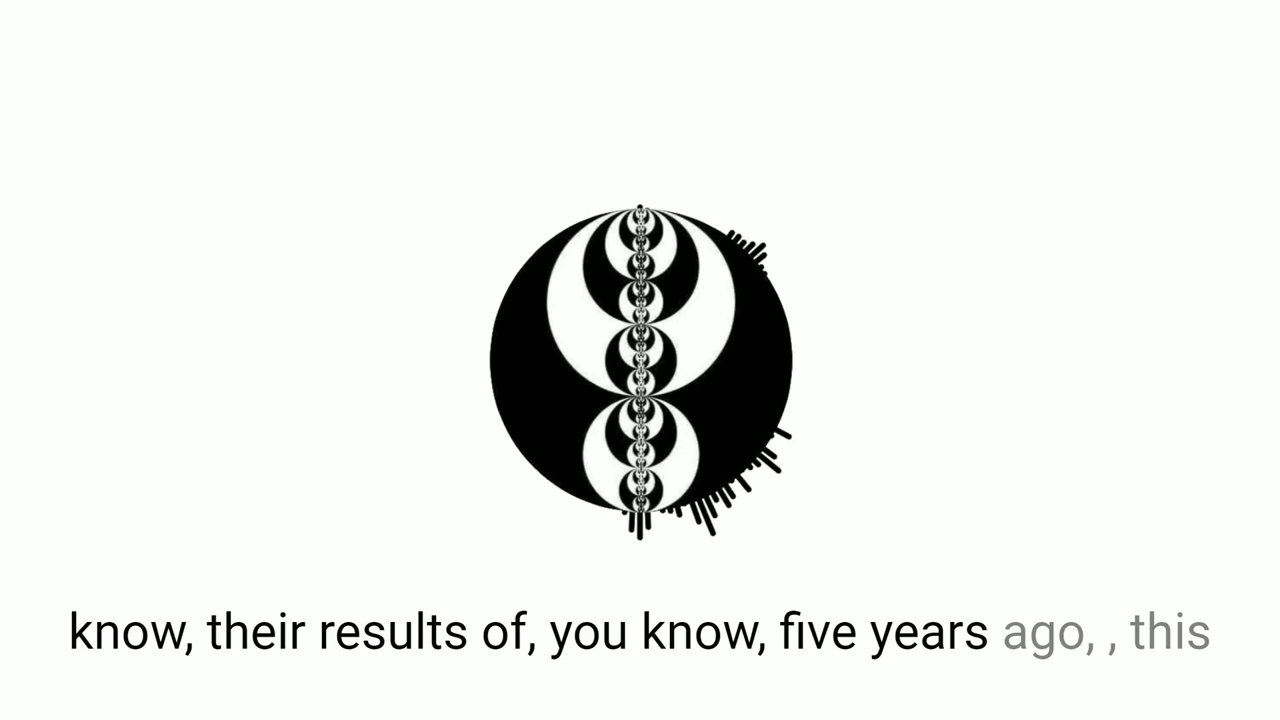 know, their results of, you know, five years ago, , this